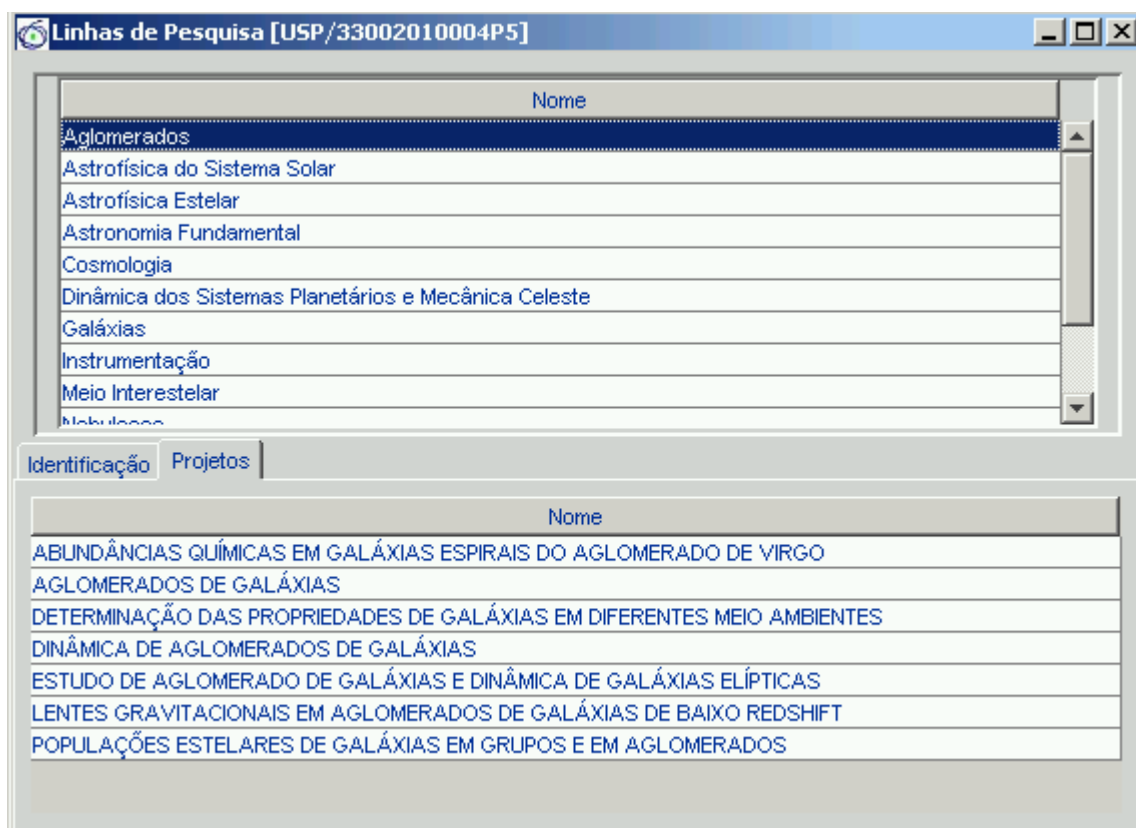 Linhas de Pesquisa [USP/33002010004P5]
Nome
Aglomerados
Astrofísica do Sistema Solar
Astrofísica Estelar
Astronomia Fundamental
Cosmologia
Dinâmica dos Sistemas Planetários e Mecânica Celeste
Galáxias
Instrumentação
Meio Interestelar
Identificação Projetos
Nome
ABUNDÂNCIAS QUÍMICAS EM GALÁXIAS ESPIRAIS DO AGLOMERADO DE VIRGO
AGLOMERADOS DE GALÁXIAS
DETERMINAÇÃO DAS PROPRIEDADES DE GALÁXIAS EM DIFERENTES MEIO AMBIENTES
DINÂMICA DE AGLOMERADOS DE GALÁXIAS
ESTUDO DE AGLOMERADO DE GALÁXIAS E DINÂMICA DE GALÁXIAS ELÍPTICAS
LENTES GRAVITACIONAIS EM AGLOMERADOS DE GALÁXIAS DE BAIXO REDSHIFT
POPULAÇÕES ESTELARES DE GALÁXIAS EM GRUPOS E EM AGLOMERADOS